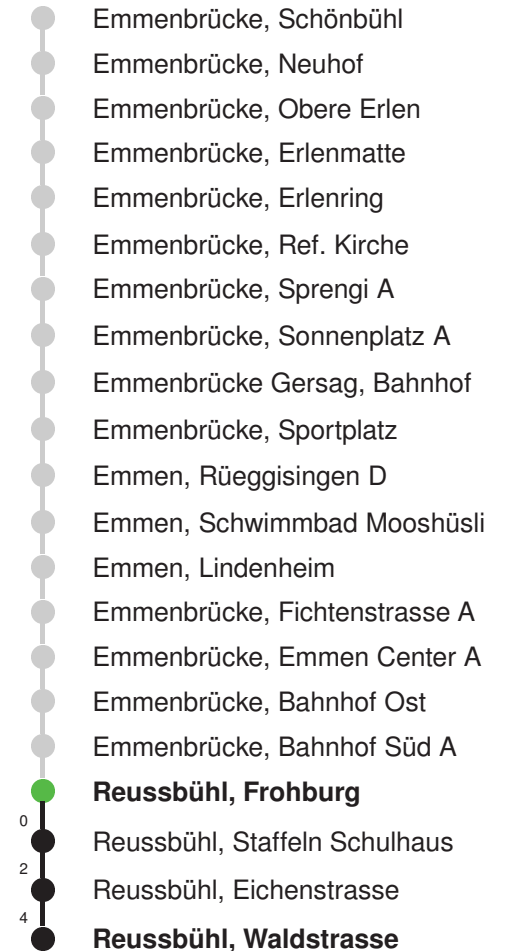 Emmenbrücke, Schönbühl
Emmenbrücke, Neuhof
Emmenbrücke, Obere Erlen
Emmenbrücke, Erlenmatte
Emmenbrücke, Erlenring
Emmenbrücke, Ref. Kirche
Emmenbrücke, Sprengi A
Emmenbrücke, Sonnenplatz A
Emmenbrücke Gersag, Bahnhof
Emmenbrücke, Sportplatz
Emmen, Rüeggisingen D
Emmen, Schwimmbad Mooshüsli
Emmen, Lindenheim
Emmenbrücke, Fichtenstrasse A
Emmenbrücke, Emmen Center A
Emmenbrücke, Bahnhof Ost
Emmenbrücke, Bahnhof Süd A
Reussbühl, Frohburg
0
Reussbühl, Staffeln Schulhaus
2
Reussbühl, Eichenstrasse
4
Reussbühl, Waldstrasse